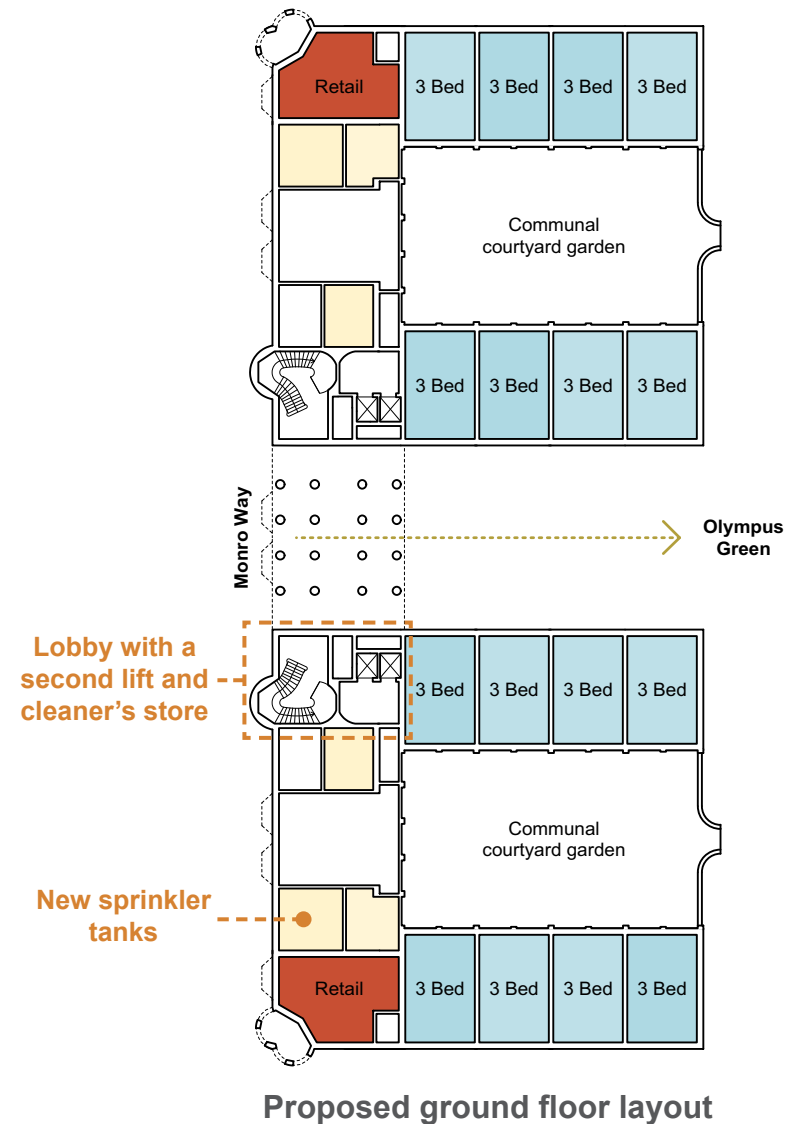 Retail
3 Bed
3 Bed
3 Bed
3 Bed
Communal
courtyard garden
3 Bed
3 Bed
3 Bed
3 Bed
Monro Way
Olympus
Green
Lobby with a
second lift and
cleaner’s store
3 Bed
3 Bed
3 Bed
3 Bed
Communal
courtyard garden
New sprinkler
tanks
Retail
3 Bed
3 Bed
3 Bed
3 Bed
Proposed ground floor layout